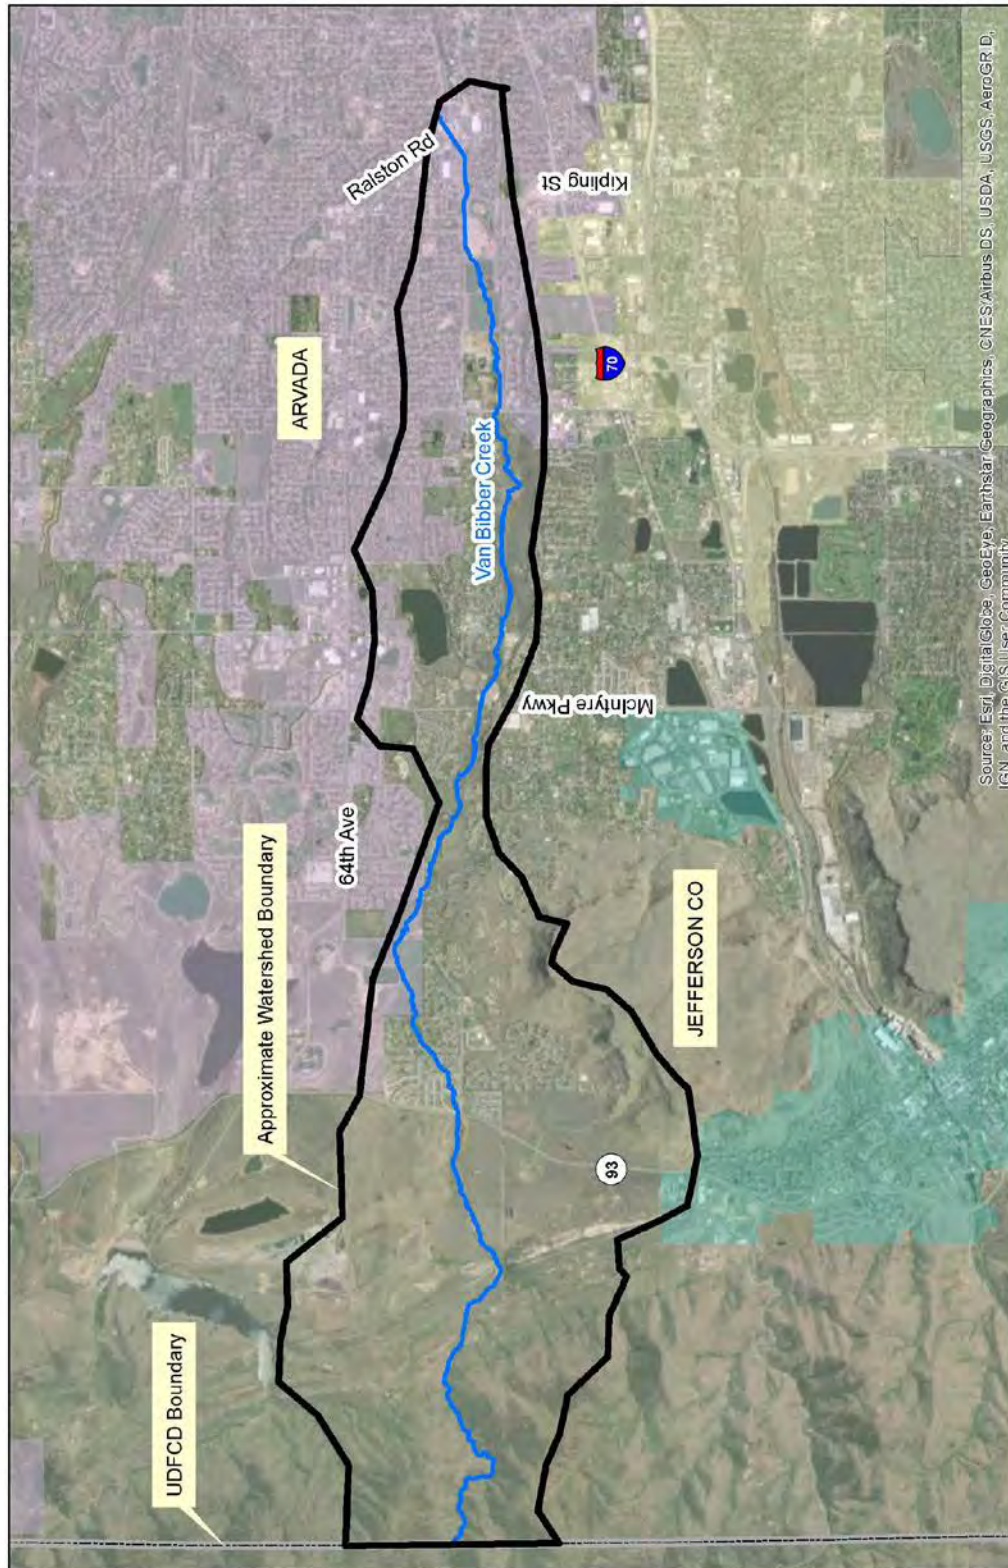 UDFCD Boundary
Approximate Watershed Boundary
ARVADA
64th Ave
Ralston Rd
Van Bibber Creek
Kipling St
70
McIntyre Pkwy
93
JEFFERSON CO
Source: Esri, DigitalGlobe, GeoEye, Earthstar Geographics, CNES/Airbus DS, USDA, USGS, AeroGRID,
IGN, and the GIS User Community